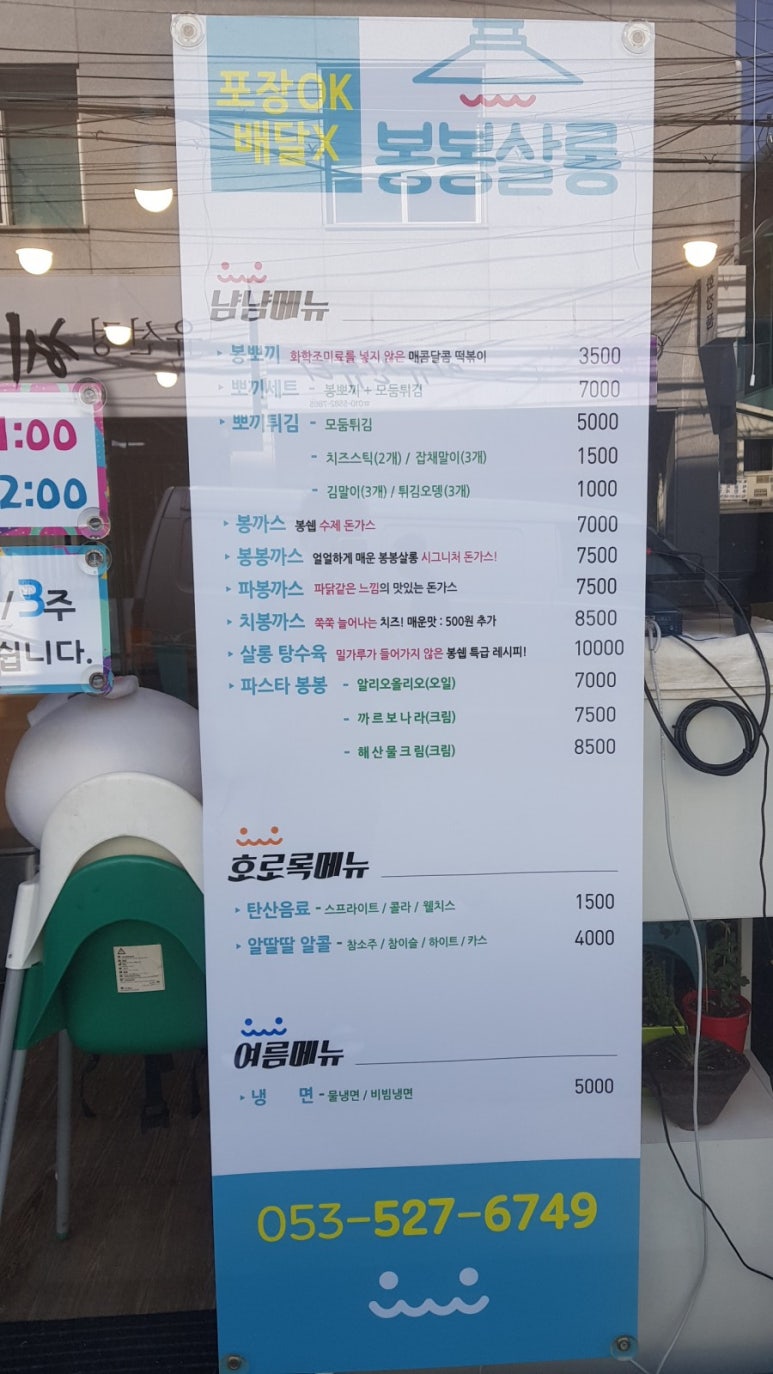 포장OK
배달X
봉봉살롱
냠냠메뉴
봉뽀끼 화학조미료를 넣지 않은 매콤달콤 떡볶이 3500
뽀끼세트 - 봉뽀끼 + 모둠튀김 7000
뽀끼튀김 - 모둠튀김 5000
- 치즈스틱(2개) / 잡채말이(3개) 1500
- 김말이(3개) / 튀김오뎅(3개) 1000
봉까스 봉쉡 수제 돈가스 7000
봉봉까스 얼얼하게 매운 봉봉살롱 시그니처 돈가스! 7500
파봉까스 파닭같은 느낌의 맛있는 돈가스 7500
치봉까스 쭉쭉 늘어나는 치즈! 매운맛 : 500원 추가 8500
살롱 탕수육 밀가루가 들어가지 않은 봉쉡 특급 레시피! 10000
파스타 봉봉 - 알리오올리오(오일) 7000
- 까르보나라(크림) 7500
- 해산물크림(크림) 8500
호로록메뉴
탄산음료 - 스프라이트 / 콜라 / 웰치스 1500
알딸딸 알콜 - 참소주 / 참이슬 / 하이트 / 카스 4000
여름메뉴
냉 면 - 물냉면 / 비빔냉면 5000
053-527-6749
:00
2:00
/3주
쉽니다.